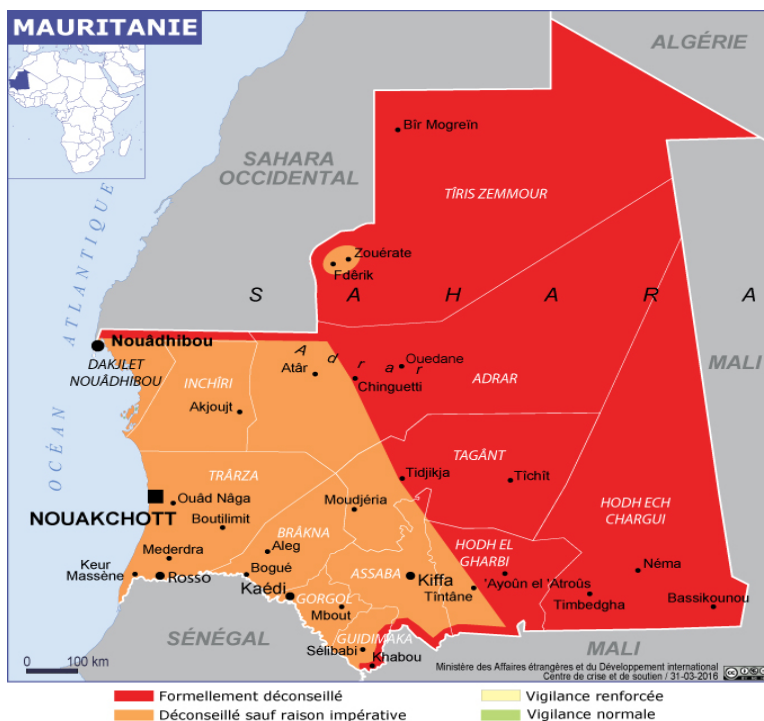 MAURITANIE
ALGÉRIE
Bîr Mogreïn
SAHARA
OCCIDENTAL
TÎRIS ZEMMOUR
Zouérate
Fdêrik
S A H A R A
OCÉAN ATLANTIQUE
Nouâdhibou
DAKJLET
NOUÂDHIBOU
Adrar
Ouedane
MALI
Atâr
Chinguetti
ADRAR
INCHÎRI
Akjoujt
TAGÂNT
TRÂRZA
Tidjikja
Tîchît
Ouâd Nâga
NOUAKCHOTT
Moudjéria
HODH ECH
CHARGUI
Boutilimit
BRÂKNA
Aleg
HODH EL
GHARBI
Mederdra
Keur
Massène
Rosso
Bogué
ASSABA
Kiffa
'Ayoûn el 'Atroûs
Néma
Kaédi
Tîntâne
GORGOL
Timbedgha
Bassikounou
Mbout
SÉNÉGAL
GUIDIMAKA
Sélibabi
Khabou
MALI
0 100 km
Ministère des Affaires étrangères et du Développement international
Centre de crise et de soutien / 31-03-2016
Formellement déconseillé
Vigilance renforcée
Déconseillé sauf raison impérative
Vigilance normale